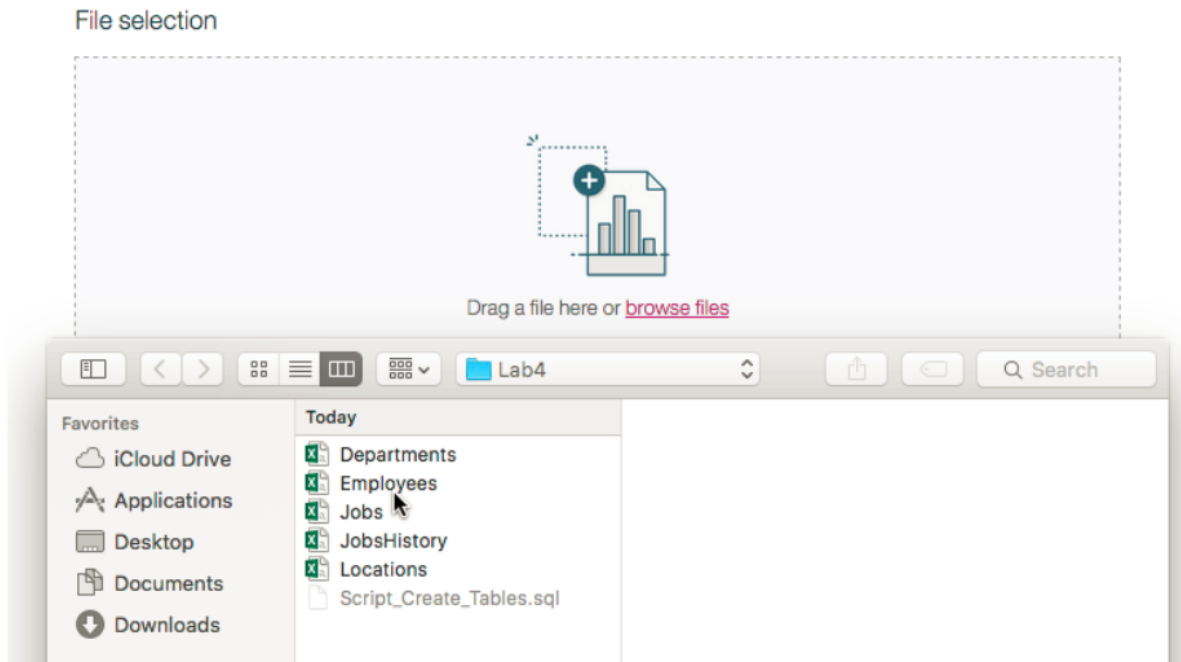 File selection
Drag a file here or browse files
Lab4
Search
Favorites
iCloud Drive
Applications
Desktop
Documents
Downloads
Today
Departments
Employees
Jobs
JobsHistory
Locations
Script_Create_Tables.sql